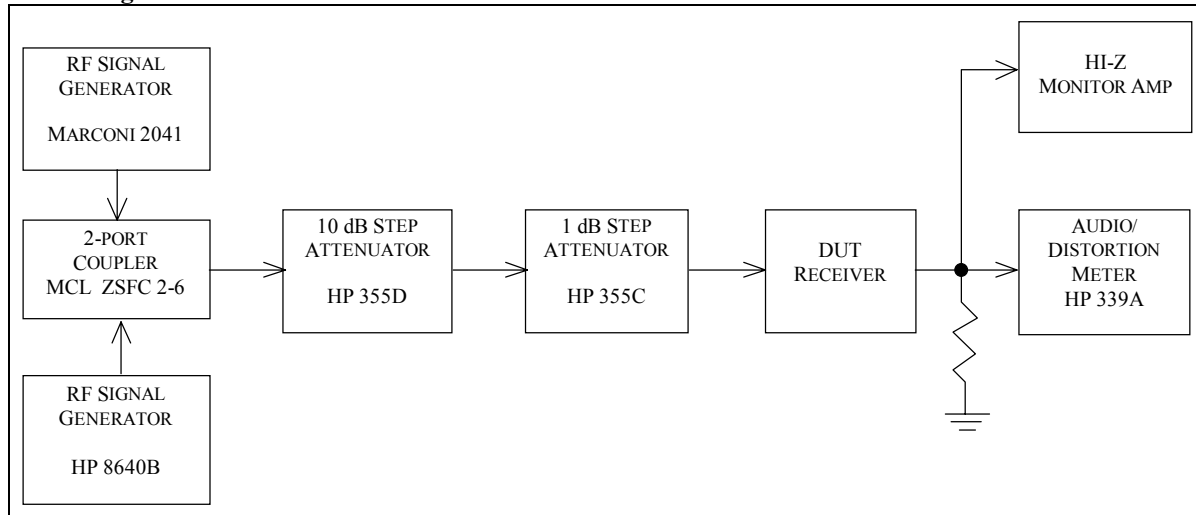 RF SIGNAL
GENERATOR
MARCONI 2041
2-PORT
COUPLER
MCL ZSFC 2-6
RF SIGNAL
GENERATOR
HP 8640B
10 dB STEP
ATTENUATOR
HP 355D
1 dB STEP
ATTENUATOR
HP 355C
DUT
RECEIVER
HI-Z
MONITOR AMP
AUDIO/
DISTORTION
METER
HP 339A